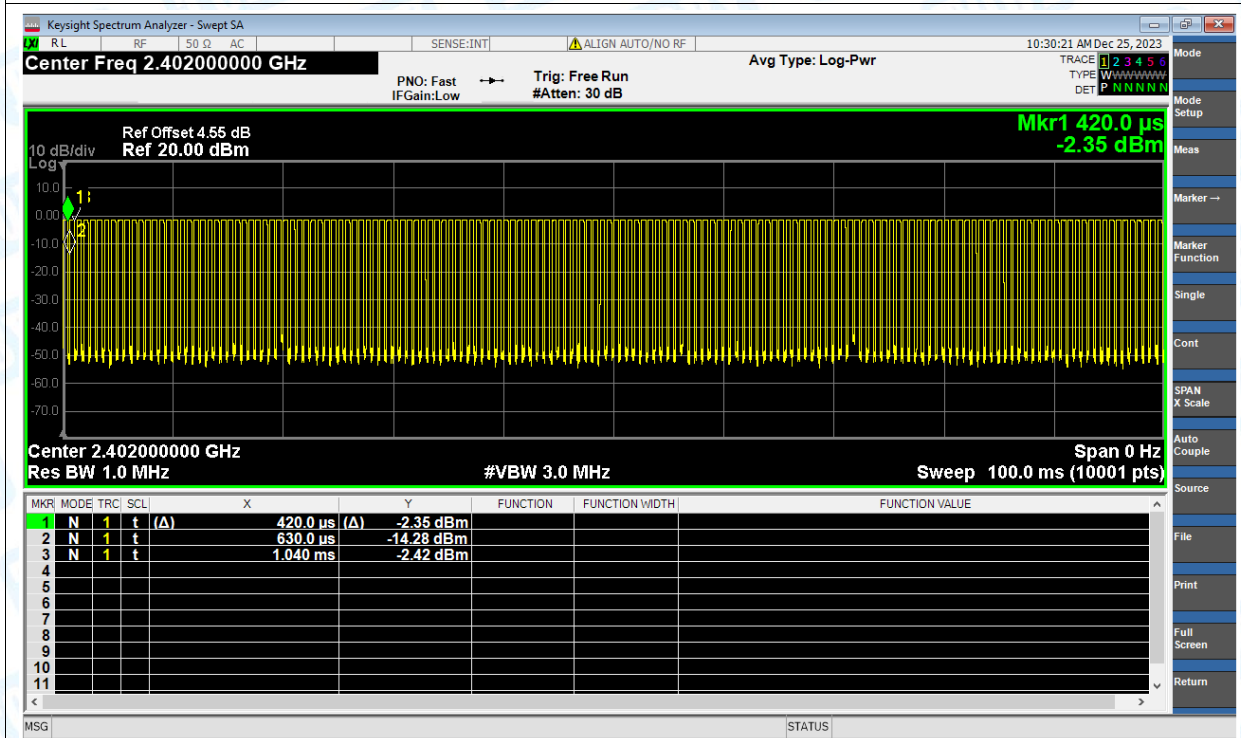 Keysight Spectrum Analyzer - Swept SA
LXI RL RF 50 Ω AC SENSE:INT ALIGN AUTO/NO RF 10:30:21 AM Dec 25, 2023
Center Freq 2.402000000 GHz
PNO: Fast
IFGain:Low
Trig: Free Run
#Atten: 30 dB
Avg Type: Log-Pwr
TRACE 1 2 3 4 5 6
TYPE WWWWWW
DET P N N N N N
Mkr1 420.0 µs
-2.35 dBm
Ref Offset 4.55 dB
10 dB/div Ref 20.00 dBm
Log
10.0
0.00
-10.0
-20.0
-30.0
-40.0
-50.0
-60.0
-70.0
1
2
Center 2.402000000 GHz Span 0 Hz
Res BW 1.0 MHz #VBW 3.0 MHz Sweep 100.0 ms (10001 pts)
MKR MODE TRC SCL X Y FUNCTION FUNCTION WIDTH FUNCTION VALUE
1 N 1 t (Δ) 420.0 µs (Δ) -2.35 dBm
2 N 1 t 630.0 µs -14.28 dBm
3 N 1 t 1.040 ms -2.42 dBm
4
5
6
7
8
9
10
11
MSG STATUS
Mode
Mode
Setup
Meas
Marker →
Marker
Function
Single
Cont
SPAN
X Scale
Auto
Couple
Source
File
Print
Full
Screen
Return